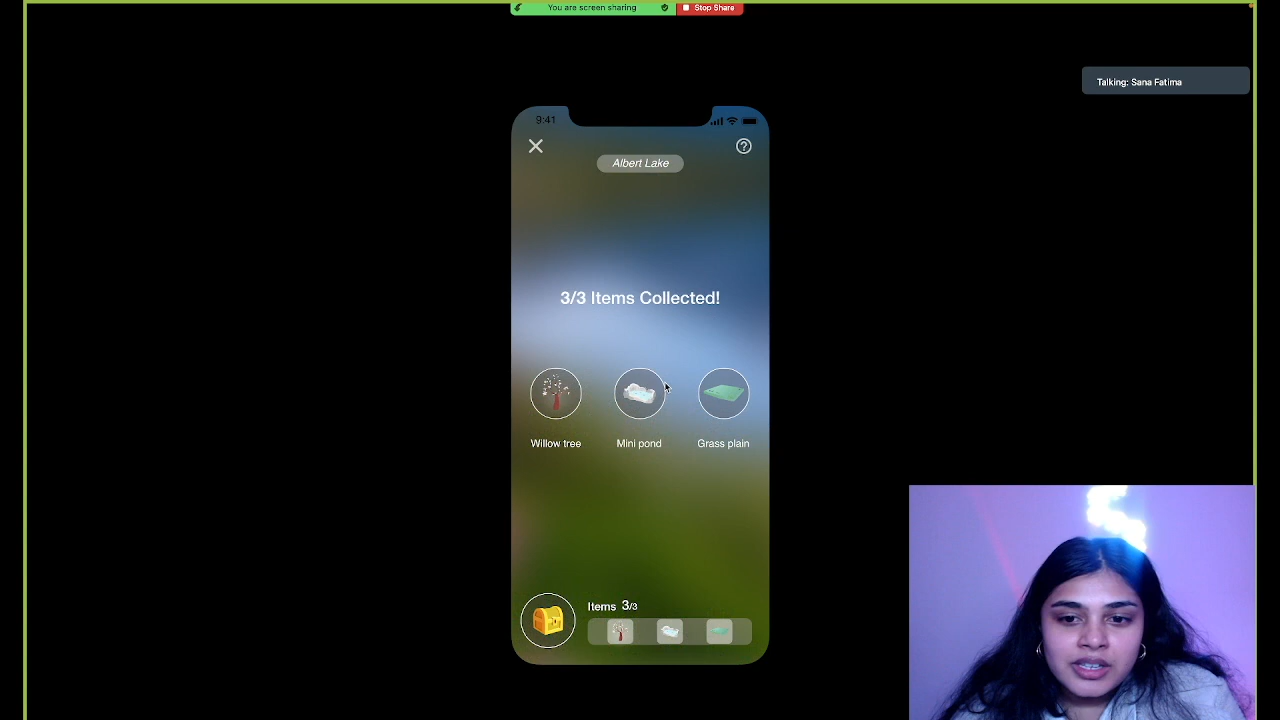 You are screen sharing
Stop Share
Talking: Sana Fatima
9:41
Albert Lake
3/3 Items Collected!
Willow tree
Mini pond
Grass plain
Items 3/3